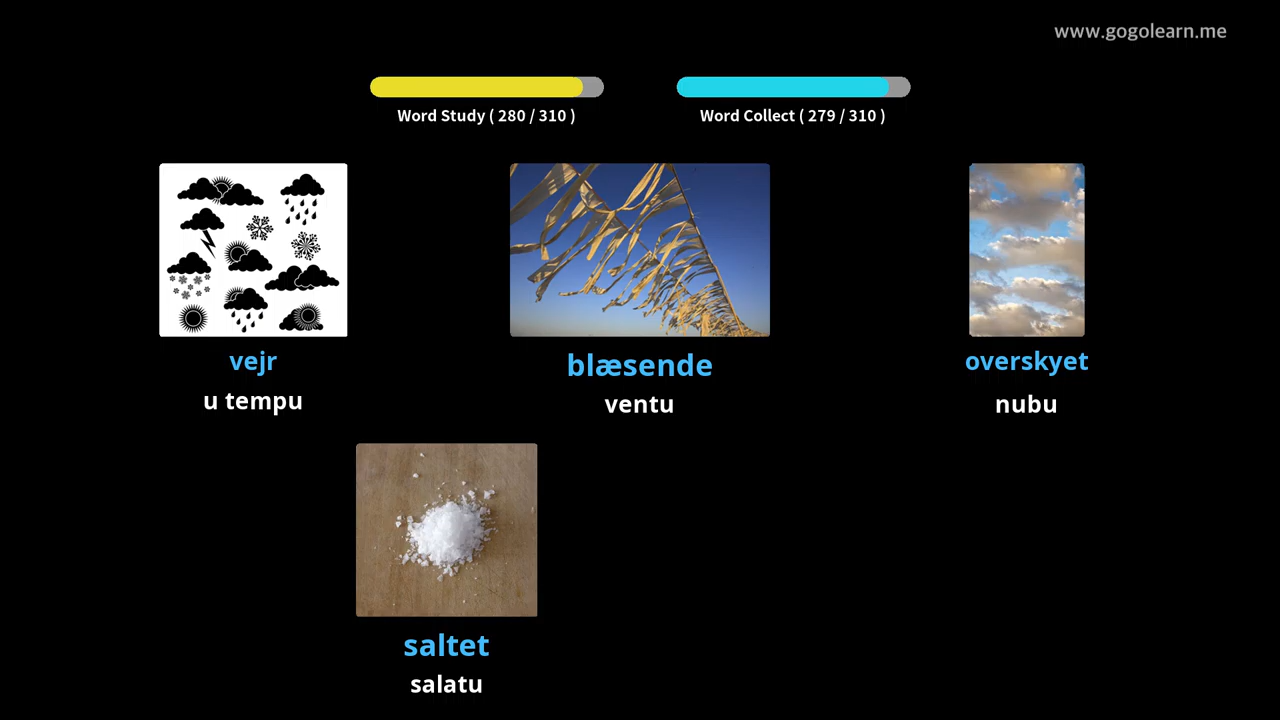 www.gogolearn.me
Word Study ( 280 / 310 )
Word Collect ( 279 / 310 )
vejr
u tempu
blæsende
ventu
overskyet
nubu
saltet
salatu